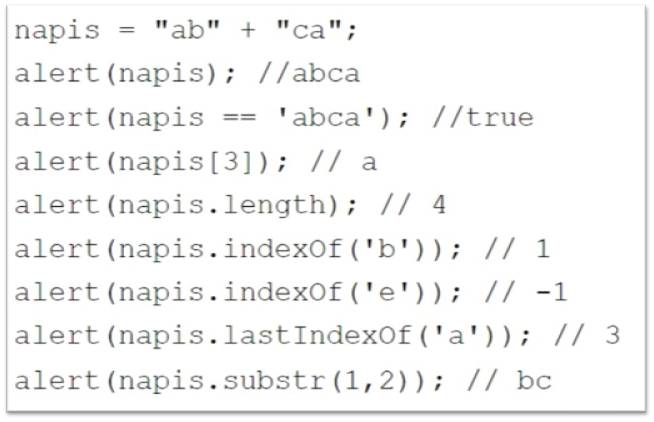 napis = "ab" + "ca";
alert(napis); //abca
alert(napis == 'abca'); //true
alert(napis[3]); // a
alert(napis.length); // 4
alert(napis.indexOf('b')); // 1
alert(napis.indexOf('e')); // -1
alert(napis.lastIndexOf('a')); // 3
alert(napis.substr(1,2)); // bc